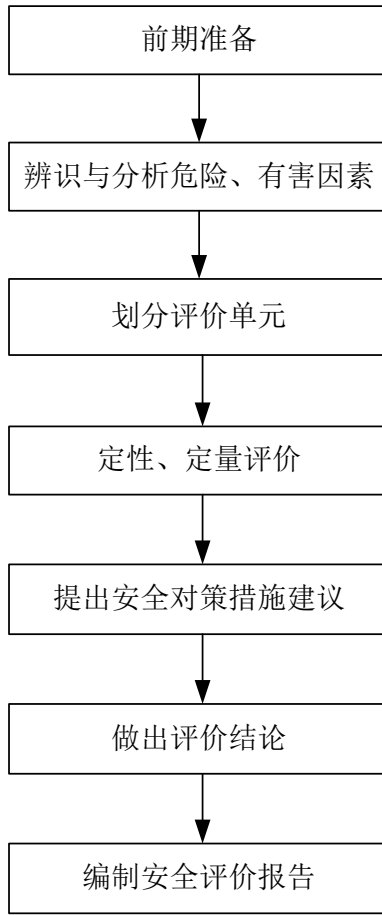 前期准备
辨识与分析危险、有害因素
划分评价单元
定性、定量评价
提出安全对策措施建议
做出评价结论
编制安全评价报告